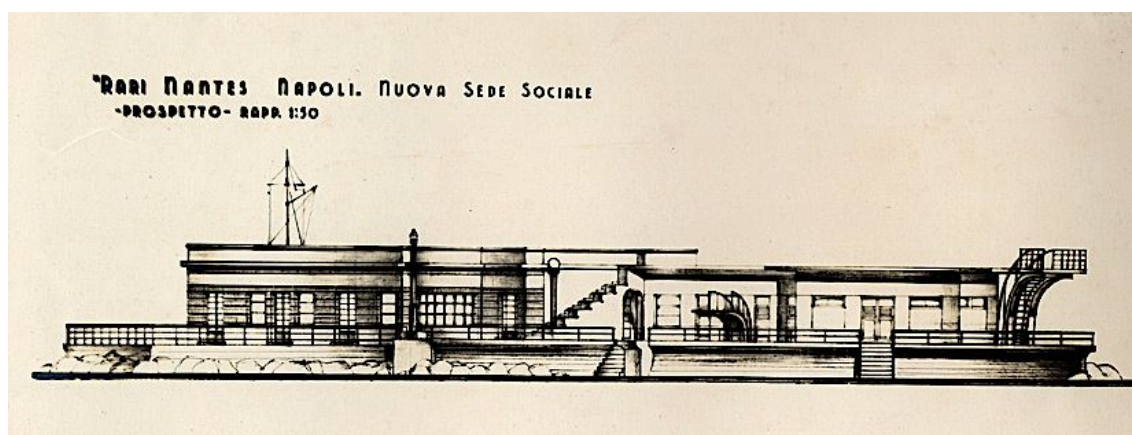 "Rari Nantes Napoli. Nuova Sede Sociale
-PROSPETTO- RAPP. 1:50